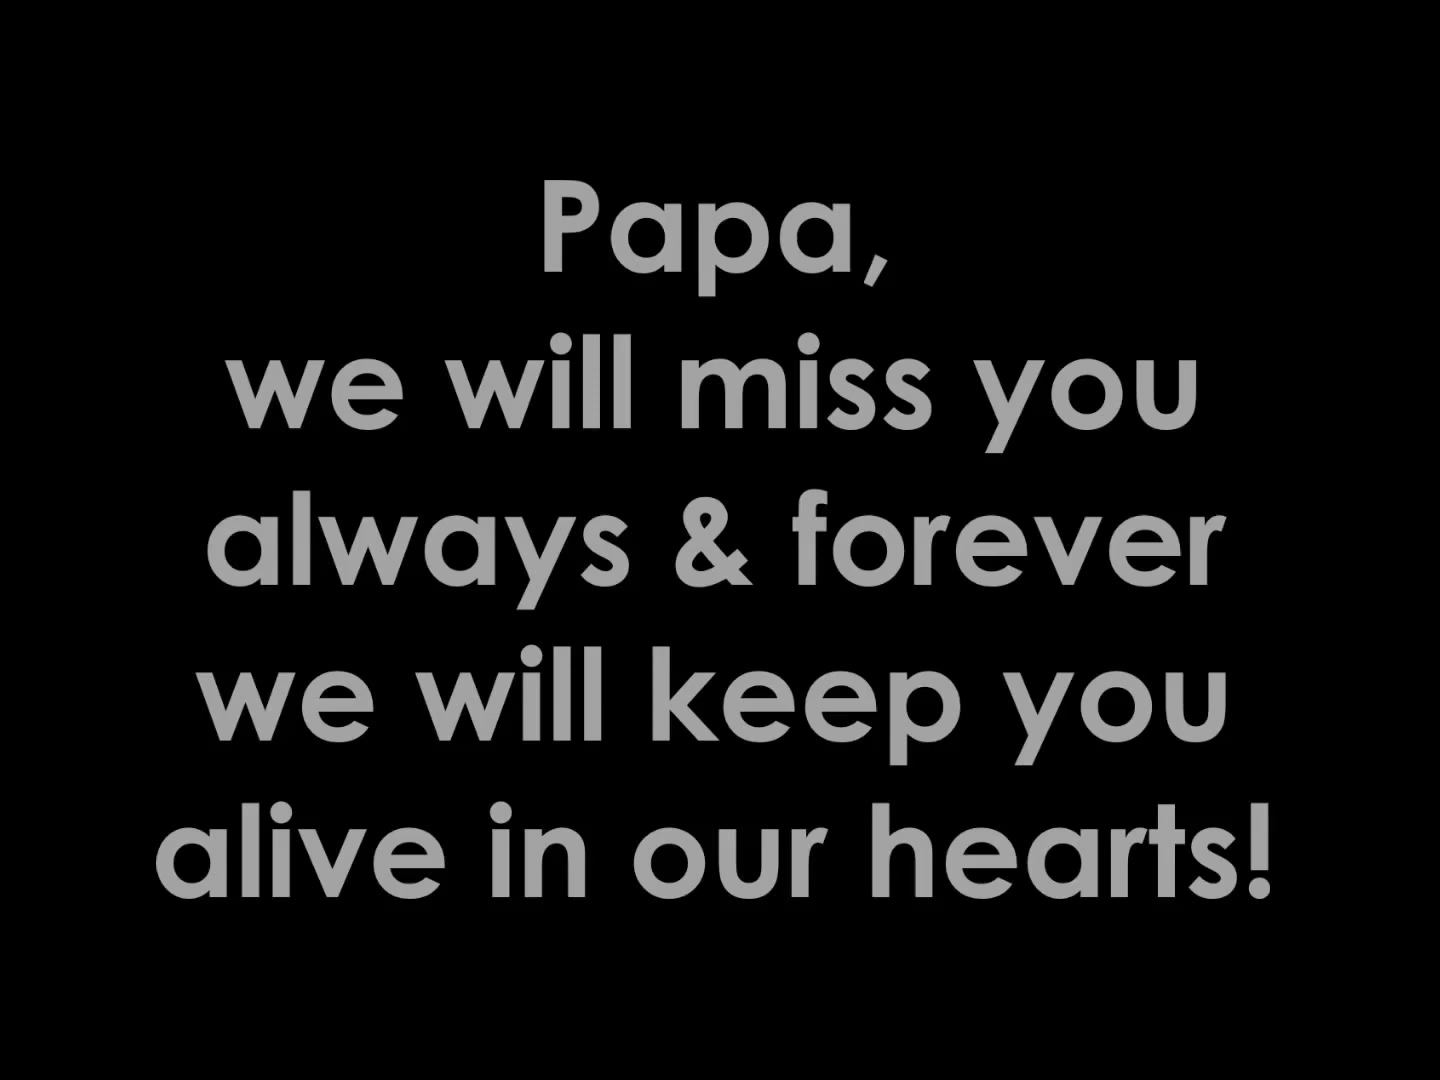 Papa,
we will miss you
always & forever
we will keep you
alive in our hearts!